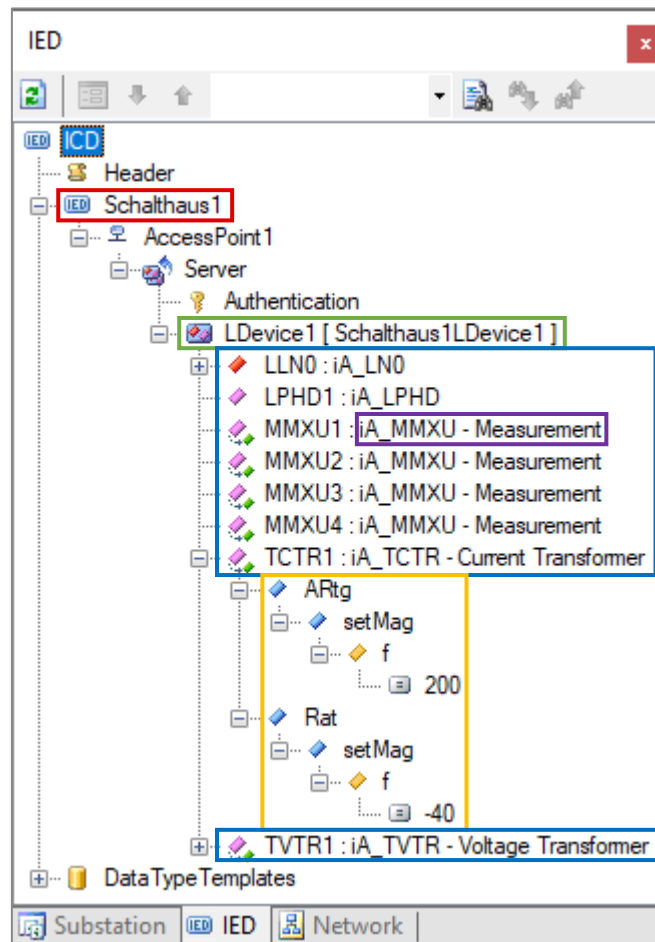 IED
x
ICD
Header
Schalthaus1
AccessPoint1
Server
Authentication
LDevice1 [ Schalthaus1LDevice1 ]
LLN0 : iA_LN0
LPHD1 : iA_LPHD
MMXU1 : iA_MMXU - Measurement
MMXU2 : iA_MMXU - Measurement
MMXU3 : iA_MMXU - Measurement
MMXU4 : iA_MMXU - Measurement
TCTR1 : iA_TCTR - Current Transformer
ARtg
setMag
f
200
Rat
setMag
f
-40
TVTR1 : iA_TVTR - Voltage Transformer
DataTypeTemplates
Substation IED IED Network